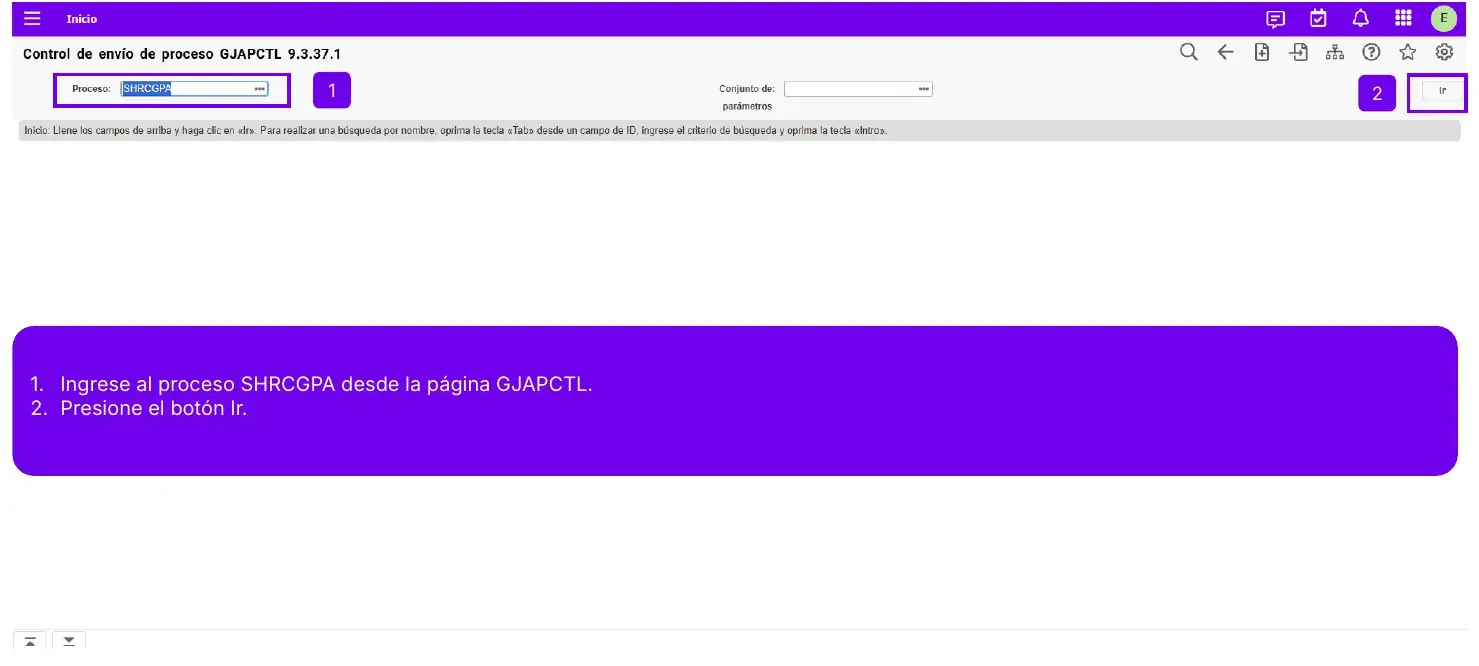 Inicio
E
Control de envío de proceso GJAPCTL 9.3.37.1
Proceso: SHRCGPA
1
Conjunto de:
parámetros
2
Ir
Inicio: Llene los campos de arriba y haga clic en «Ir». Para realizar una búsqueda por nombre, oprima la tecla «Tab» desde un campo de ID, ingrese el criterio de búsqueda y oprima la tecla «Intro».
1. Ingrese al proceso SHRCGPA desde la página GJAPCTL.
2. Presione el botón Ir.